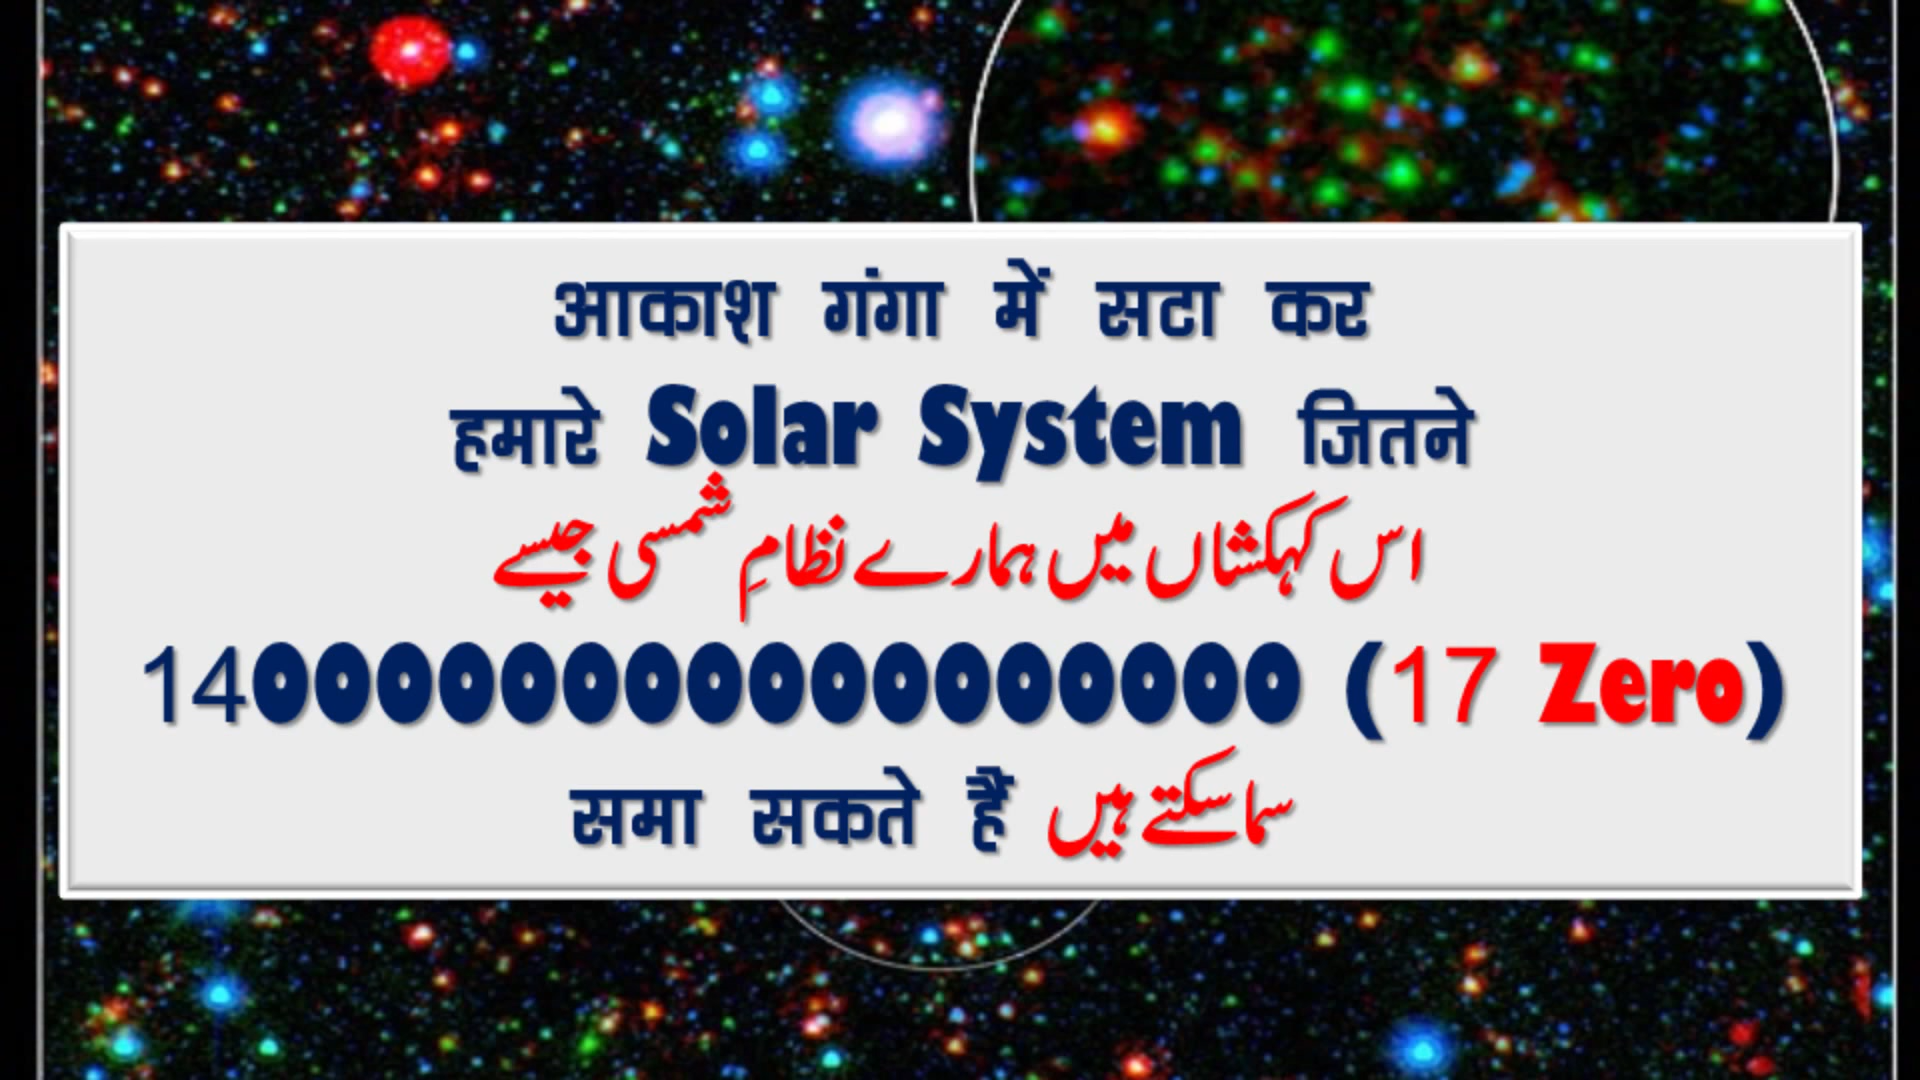 आकाश गंगा में सटा कर
हमारे Solar System जितने
اس کہکشاں میں ہمارے نظامِ شمسی جیسے
1400000000000000000 (17 Zero)
समा सकते हैं سما سکتے ہیں